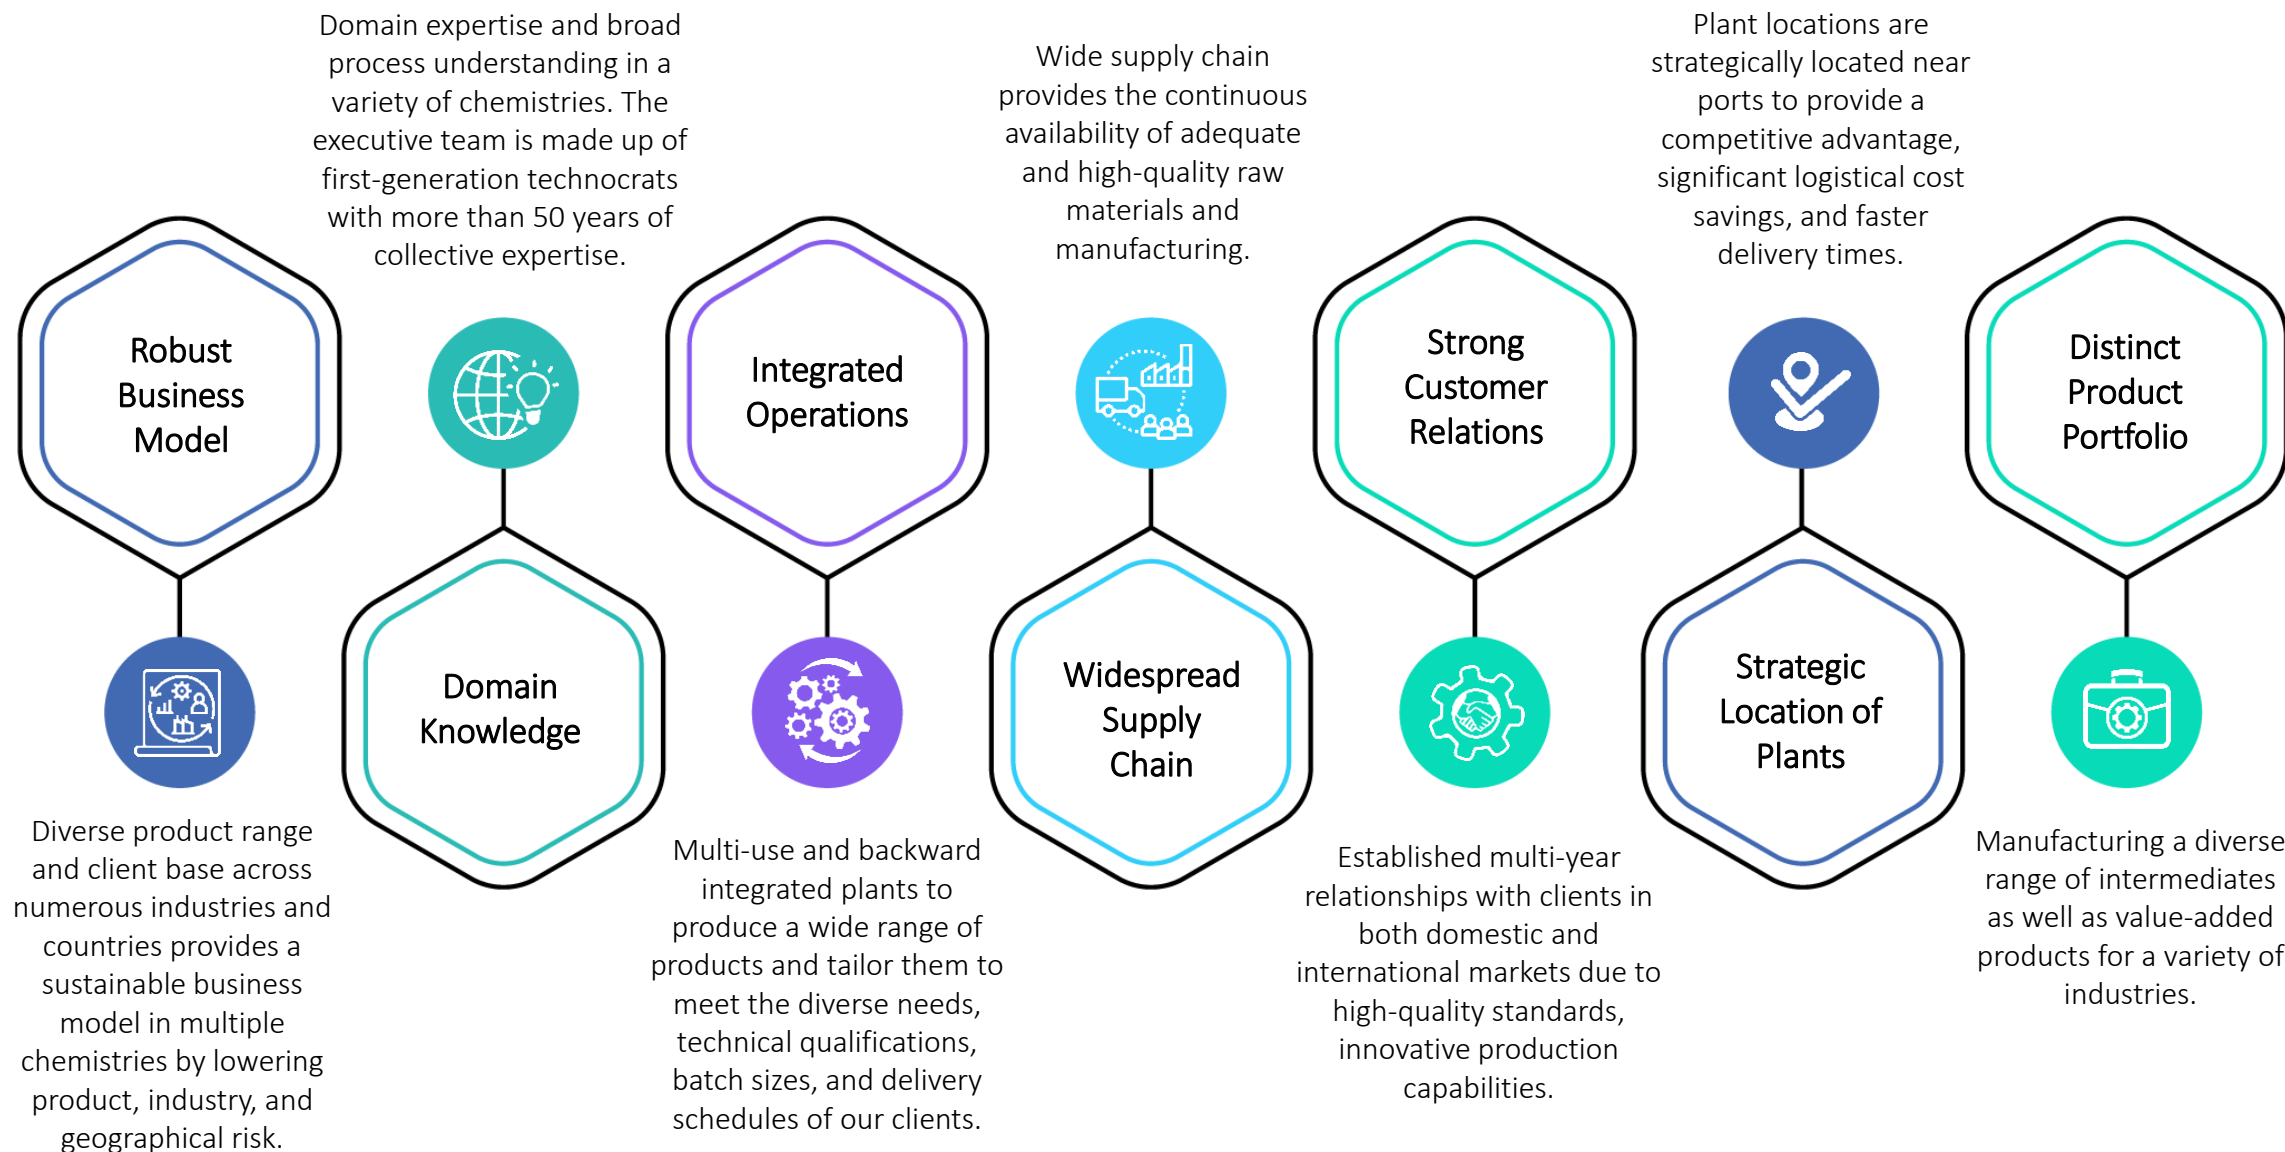 Robust
Business
Model
Diverse product range
and client base across
numerous industries and
countries provides a
sustainable business
model in multiple
chemistries by lowering
product, industry, and
geographical risk.
Domain expertise and broad
process understanding in a
variety of chemistries. The
executive team is made up of
first-generation technocrats
with more than 50 years of
collective expertise.
Domain
Knowledge
Integrated
Operations
Multi-use and backward
integrated plants to
produce a wide range of
products and tailor them to
meet the diverse needs,
technical qualifications,
batch sizes, and delivery
schedules of our clients.
Wide supply chain
provides the continuous
availability of adequate
and high-quality raw
materials and
manufacturing.
Widespread
Supply
Chain
Strong
Customer
Relations
Established multi-year
relationships with clients in
both domestic and
international markets due to
high-quality standards,
innovative production
capabilities.
Plant locations are
strategically located near
ports to provide a
competitive advantage,
significant logistical cost
savings, and faster
delivery times.
Strategic
Location of
Plants
Distinct
Product
Portfolio
Manufacturing a diverse
range of intermediates
as well as value-added
products for a variety of
industries.